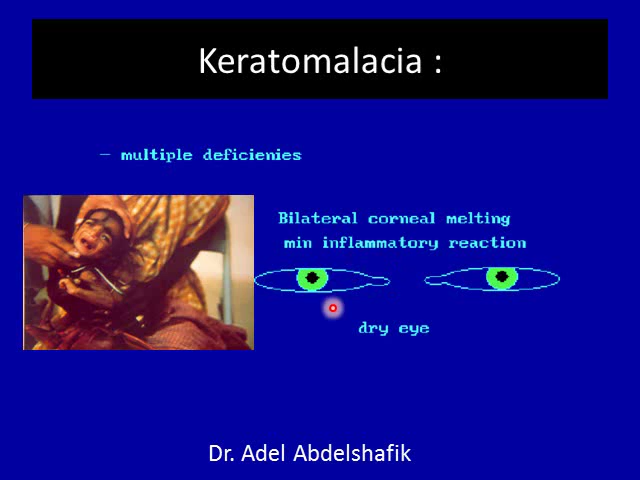 Keratomalacia :
– multiple deficienies
Bilateral corneal melting
min inflammatory reaction
dry eye
Dr. Adel Abdelshafik